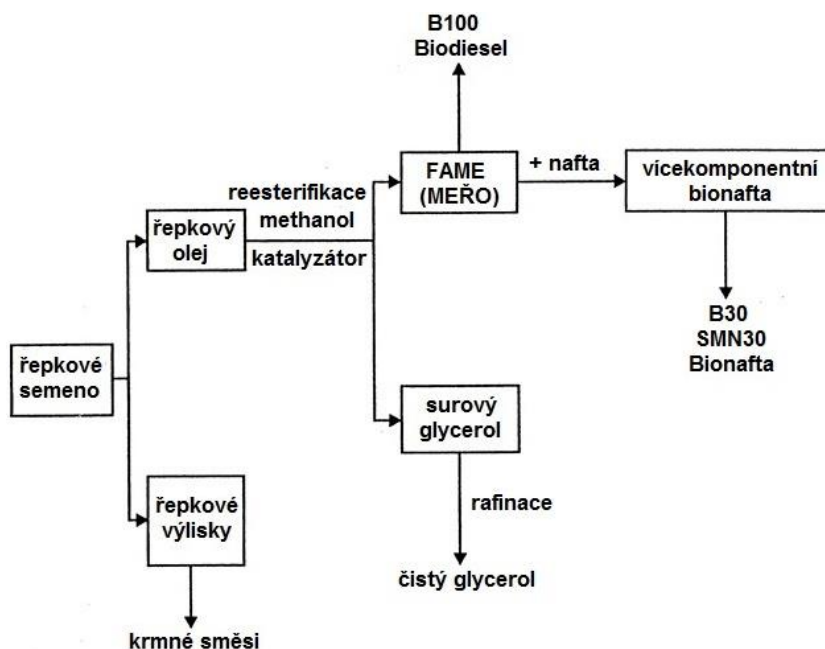 B100
Biodiesel
FAME
(MEŘO)
+ nafta
vícekomponentní
bionafta
reesterifikace
methanol
katalyzátor
řepkový
olej
B30
SMN30
Bionafta
řepkové
semeno
surový
glycerol
řepkové
výlisky
rafinace
čistý glycerol
krmné směsi